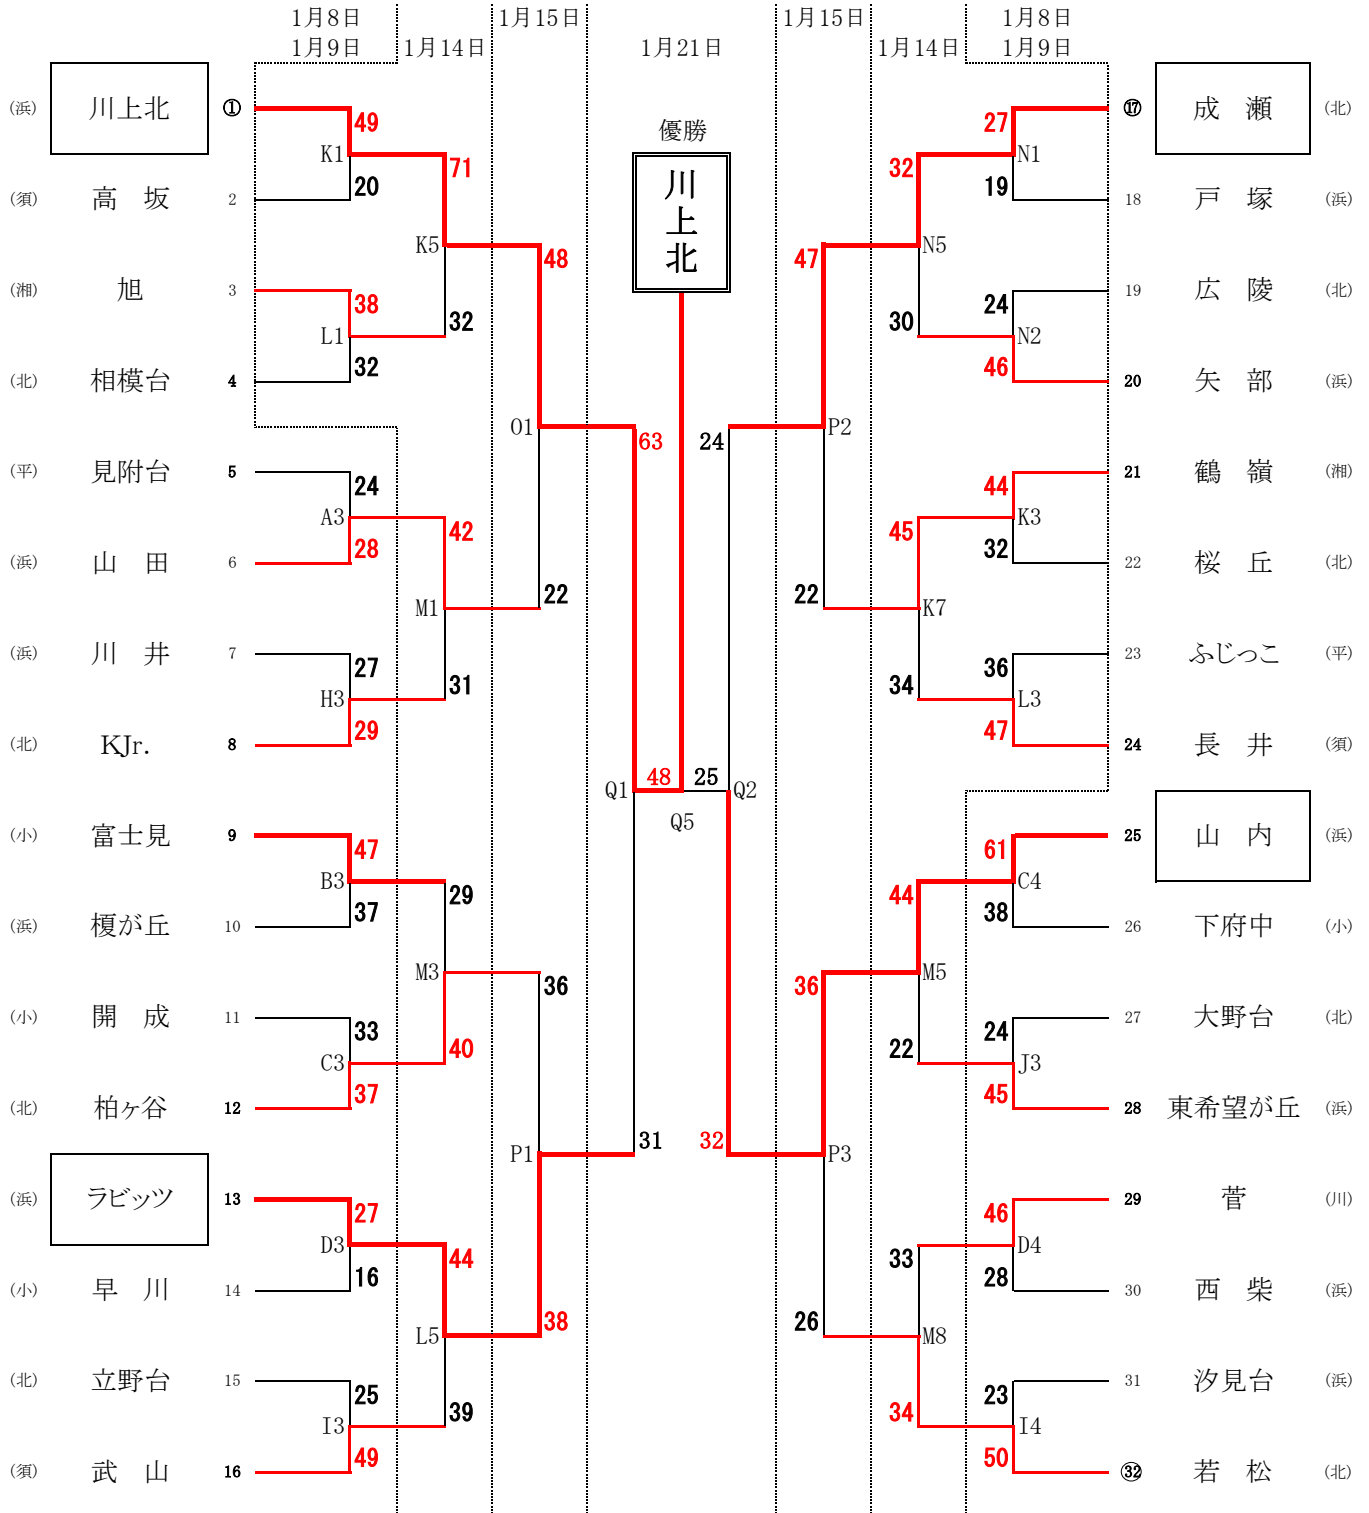 1月8日 1月15日 1月15日 1月8日
1月9日 1月14日 1月21日 1月14日 1月9日
(浜) 川上北 ① 優勝 ⑰ 成 瀬 (北)
49 27
K1 71 川上北 32 N1
(須) 高 坂 2 20 19 18 戸 塚 (浜)
K5 48 47 N5
(湘) 旭 3 38 24 19 広 陵 (北)
L1 32 30 N2
(北) 相模台 4 32 46 20 矢 部 (浜)
O1 63 24 P2
(平) 見附台 5 24 44 21 鶴 嶺 (湘)
A3 42 45 K3
(浜) 山 田 6 28 32 22 桜 丘 (北)
M1 22 22 K7
(浜) 川 井 7 27 36 23 ふじっこ (平)
H3 31 34 L3
(北) KJr. 8 29 47 24 長 井 (須)
Q1 48 25 Q2
Q5
(小) 富士見 9 47 61 25 山 内 (浜)
B3 29 44 C4
(浜) 榎が丘 10 37 38 26 下府中 (小)
M3 36 36 M5
(小) 開 成 11 33 24 27 大野台 (北)
C3 40 22 J3
(北) 柏ヶ谷 12 37 45 28 東希望が丘 (浜)
P1 31 32 P3
(浜) ラビッツ 13 27 46 29 菅 (川)
D3 44 33 D4
(小) 早 川 14 16 28 30 西 柴 (浜)
L5 38 26 M8
(北) 立野台 15 25 23 31 汐見台 (浜)
I3 39 34 I4
(須) 武 山 16 49 50 ㉜ 若 松 (北)